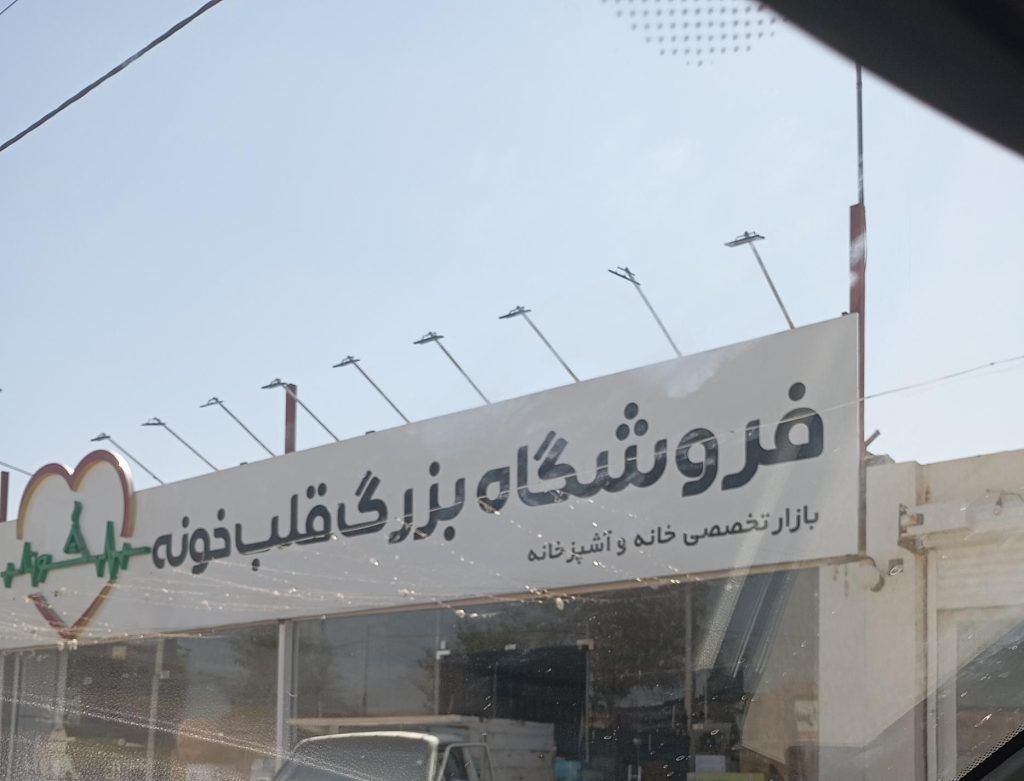 فروشگاه بزرگ قلب خونه
بازار تخصصی خانه و آشپزخانه